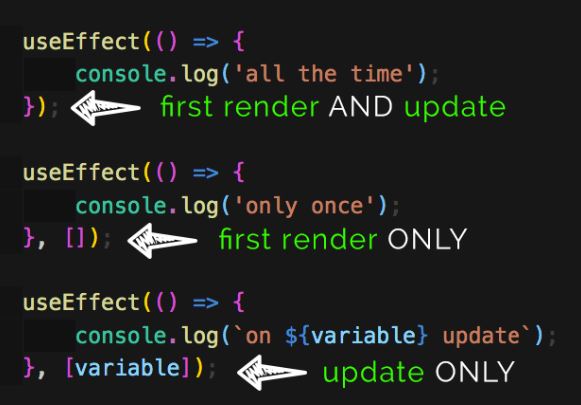 useEffect(() => {
console.log('all the time');
}); first render AND update
useEffect(() => {
console.log('only once');
}, []); first render ONLY
useEffect(() => {
console.log(`on ${variable} update`);
}, [variable]); update ONLY